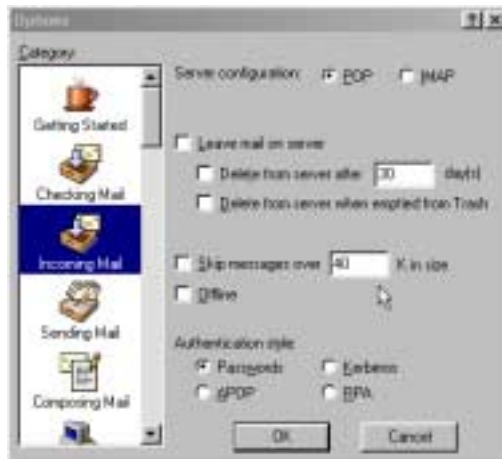 Options
Category
Getting Started
Checking Mail
Incoming Mail
Sending Mail
Composing Mail
Server configuration: POP IMAP
Leave mail on server
Delete from server after 30 day(s)
Delete from server when emptied from Trash
Skip messages over 40 K in size
Offline
Authentication style:
Passwords Kerberos
APOP RPA
OK Cancel